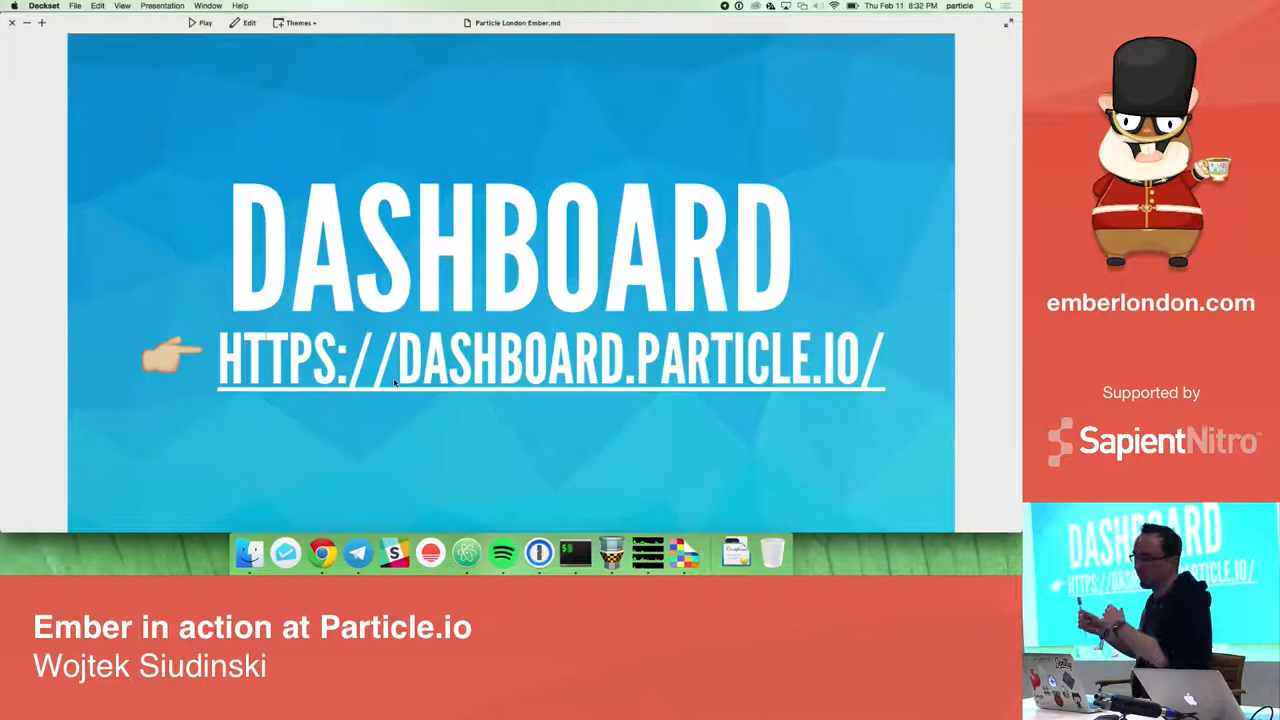 Deckset File Edit View Presentation Window Help
Thu Feb 11 8:32 PM particle
Play Edit Themes
Particle London Ember.md
DASHBOARD
HTTPS://DASHBOARD.PARTICLE.IO/
emberlondon.com
Supported by
SapientNitro
Ember in action at Particle.io
Wojtek Siudinski